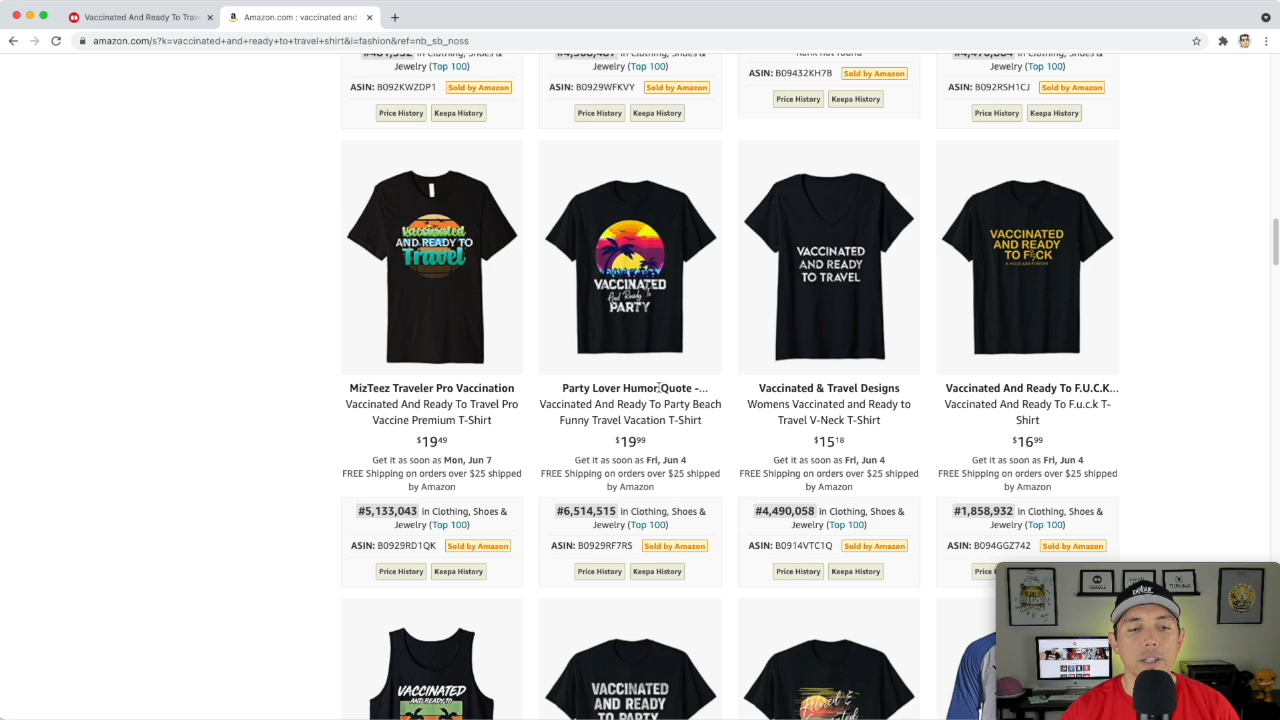 Vaccinated And Ready To Trave
Amazon.com : vaccinated and
amazon.com/s?k=vaccinated+and+ready+to+travel+shirt&i=fashion&ref=nb_sb_noss
in Clothing, Shoes &
Jewelry (Top 100)
ASIN: B092KWZDP1 Sold by Amazon
Price History Keepa History
in Clothing, Shoes &
Jewelry (Top 100)
ASIN: B0929WFKVY Sold by Amazon
Price History Keepa History
Rank not found
ASIN: B09432KH7B Sold by Amazon
Price History Keepa History
in Clothing, Shoes &
Jewelry (Top 100)
ASIN: B092RSH1CJ Sold by Amazon
Price History Keepa History
Vaccinated
AND READY TO
Travel
MizTeez Traveler Pro Vaccination
Vaccinated And Ready To Travel Pro
Vaccine Premium T-Shirt
$19.49
Get it as soon as Mon, Jun 7
FREE Shipping on orders over $25 shipped
by Amazon
#5,133,043 in Clothing, Shoes &
Jewelry (Top 100)
ASIN: B0929RD1QK Sold by Amazon
Price History Keepa History
VACCINATED
And Ready To
PARTY
Party Lover Humor Quote -...
Vaccinated And Ready To Party Beach
Funny Travel Vacation T-Shirt
$19.99
Get it as soon as Fri, Jun 4
FREE Shipping on orders over $25 shipped
by Amazon
#6,514,515 in Clothing, Shoes &
Jewelry (Top 100)
ASIN: B0929RF7RS Sold by Amazon
Price History Keepa History
VACCINATED
AND READY
TO TRAVEL
Vaccinated & Travel Designs
Womens Vaccinated and Ready to
Travel V-Neck T-Shirt
$15.18
Get it as soon as Fri, Jun 4
FREE Shipping on orders over $25 shipped
by Amazon
#4,490,058 in Clothing, Shoes &
Jewelry (Top 100)
ASIN: B0914VTC1Q Sold by Amazon
Price History Keepa History
VACCINATED
AND READY
TO F&CK
Vaccinated And Ready To F.U.C.K...
Vaccinated And Ready To F.u.c.k T-
Shirt
$16.99
Get it as soon as Fri, Jun 4
FREE Shipping on orders over $25 shipped
by Amazon
#1,858,932 in Clothing, Shoes &
Jewelry (Top 100)
ASIN: B094GGZ742 Sold by Amazon
VACCINATED
AND READY TO
VACCINATED
AND READY
TO PARTY
Retired &